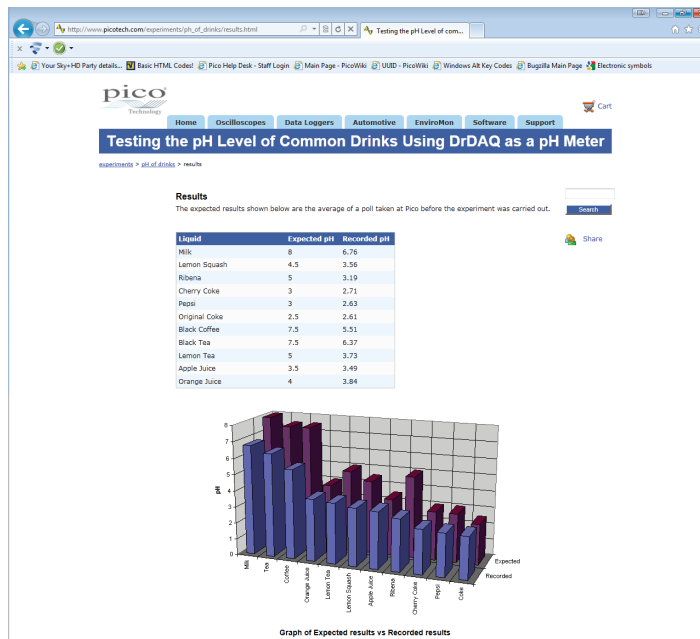 http://www.picotech.com/experiments/ph_of_drinks/results.html
Testing the pH Level of com...
Your Sky+HD Party details... Basic HTML Codes! Pico Help Desk - Staff Login Main Page - PicoWiki UUID - PicoWiki Windows Alt Key Codes Bugzilla Main Page Electronic symbols
pico
Technology
Cart
Home Oscilloscopes Data Loggers Automotive EnviroMon Software Support
Testing the pH Level of Common Drinks Using DrDAQ as a pH Meter
experiments > pH of drinks > results
Results
The expected results shown below are the average of a poll taken at Pico before the experiment was carried out.
Search
Share
Liquid Expected pH Recorded pH
Milk 8 6.76
Lemon Squash 4.5 3.56
Ribena 5 3.19
Cherry Coke 3 2.71
Pepsi 3 2.63
Original Coke 2.5 2.61
Black Coffee 7.5 5.51
Black Tea 7.5 6.37
Lemon Tea 5 3.73
Apple Juice 3.5 3.49
Orange Juice 4 3.84
8
7
6
5
4
3
2
1
0
pH
Milk
Tea
Coffee
Orange Juice
Lemon Tea
Lemon Squash
Apple Juice
Ribena
Cherry Coke
Pepsi
Coke
Expected
Recorded
Graph of Expected results vs Recorded results